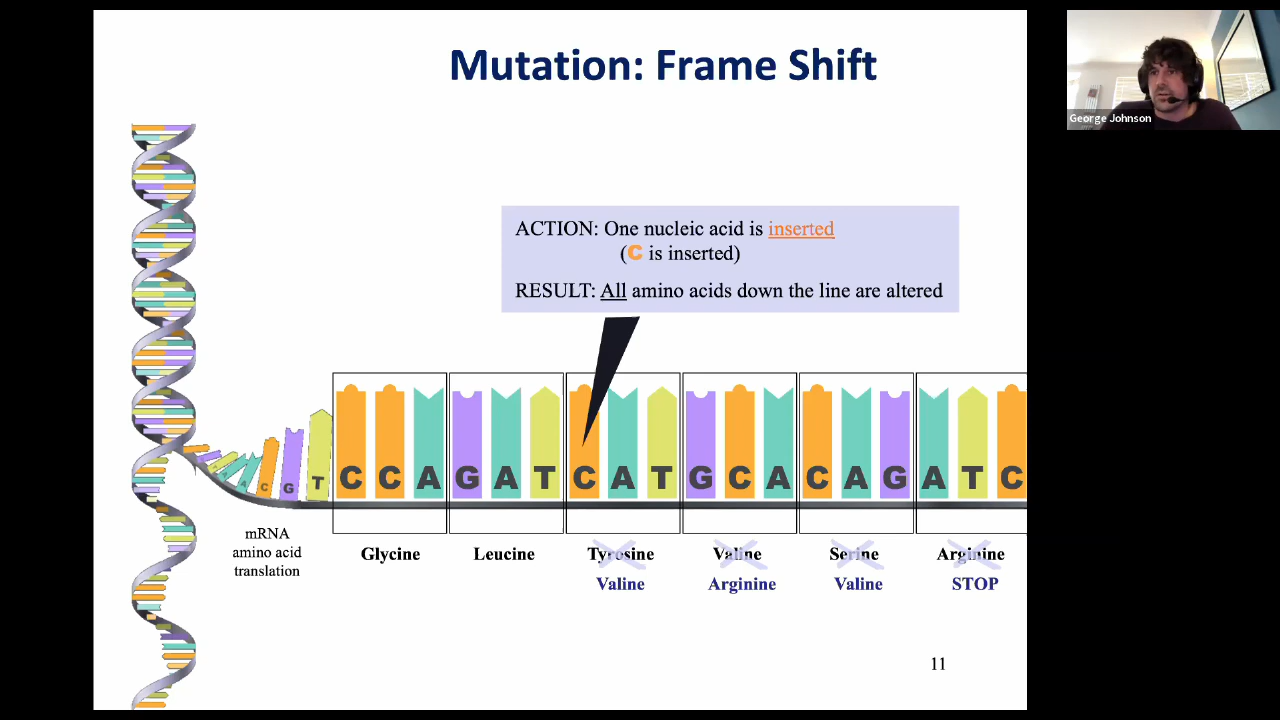 Mutation: Frame Shift
George Johnson
ACTION: One nucleic acid is inserted
(C is inserted)
RESULT: All amino acids down the line are altered
C G T C C A G A T C A T G C A C A G A T C
mRNA
amino acid
translation
Glycine Leucine Tyrosine Valine Serine Arginine
Valine Arginine Valine STOP
11